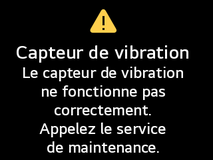 Capteur de vibration
Le capteur de vibration
ne fonctionne pas
correctement.
Appelez le service
de maintenance.